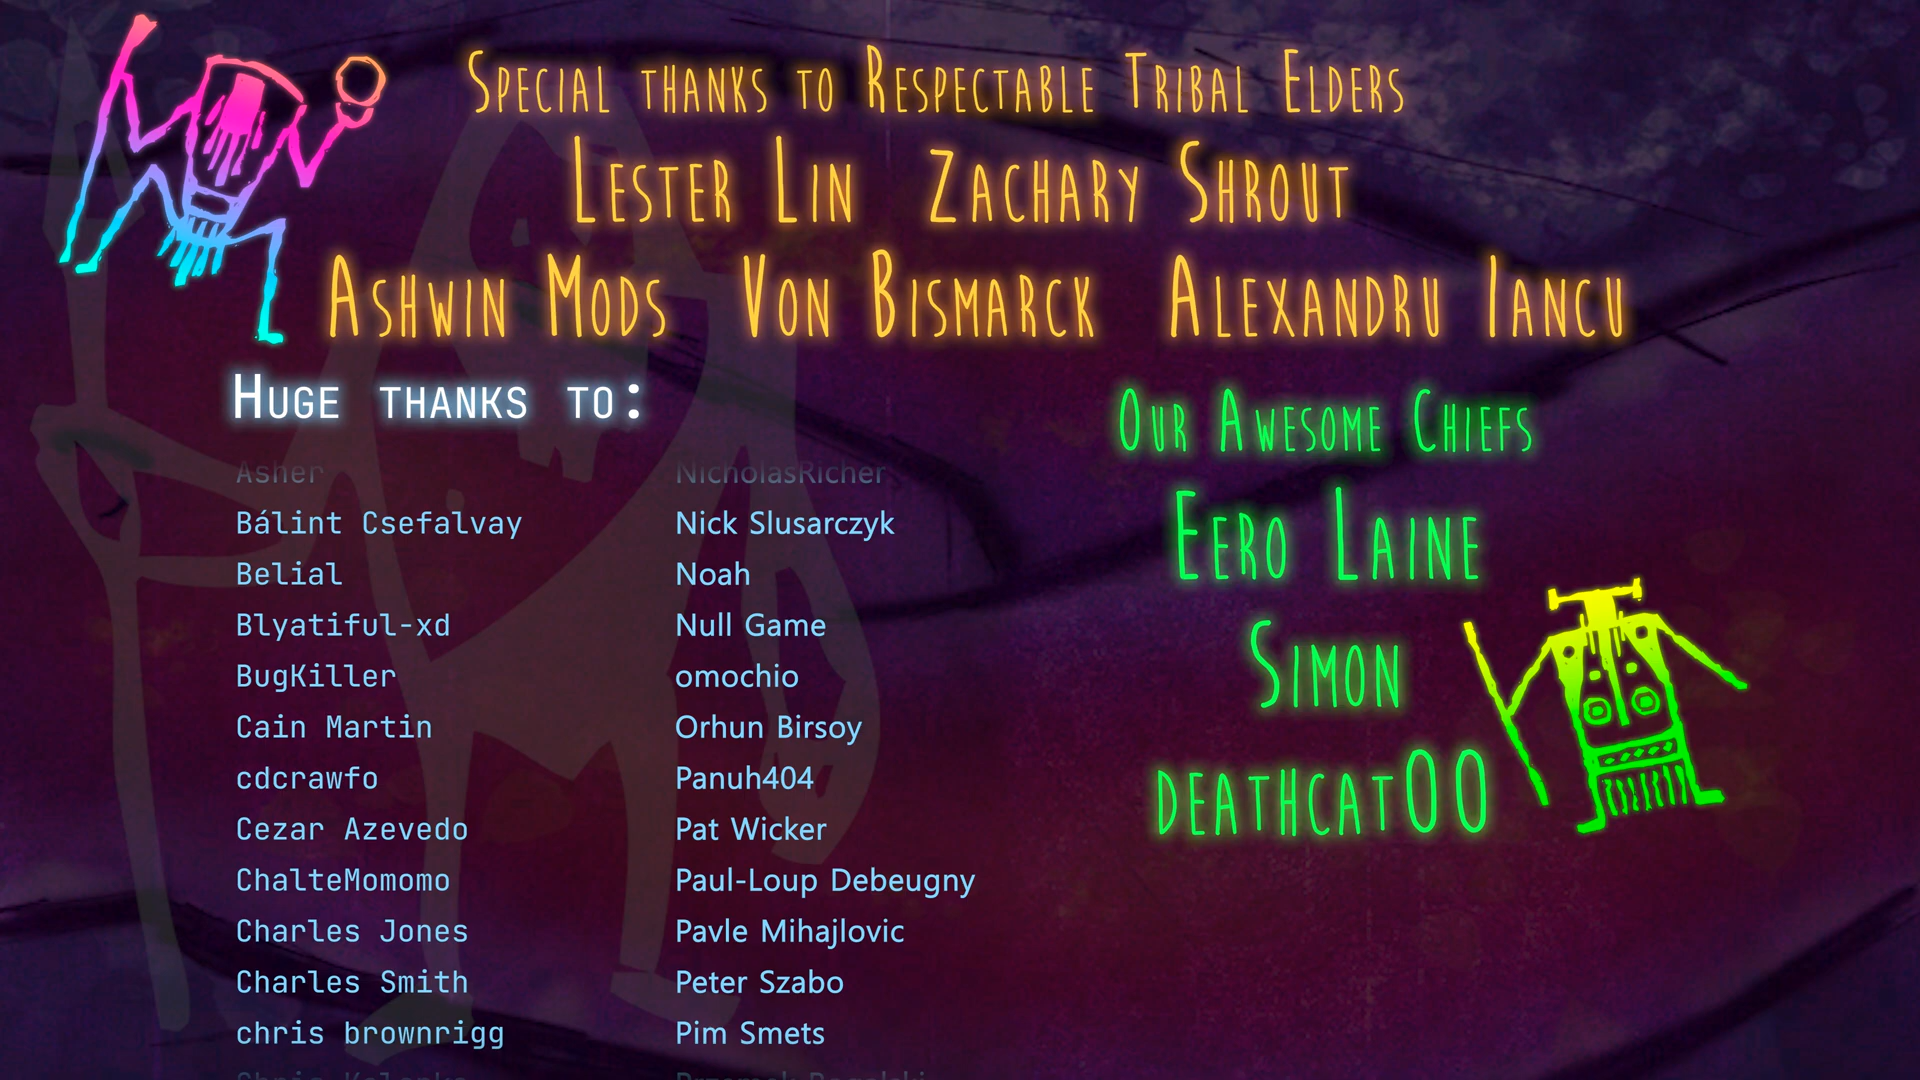 Special thanks to Respectable Tribal Elders
Lester Lin Zachary Shrout
Ashwin Mods Von Bismarck Alexandru Iancu
Huge thanks to:
Asher
Bálint Csefalvay
Belial
Blyatiful-xd
BugKiller
Cain Martin
cdcrawfo
Cezar Azevedo
ChalteMomomo
Charles Jones
Charles Smith
chris brownrigg
NicholasRicher
Nick Slusarczyk
Noah
Null Game
omochio
Orhun Birsoy
Panuh404
Pat Wicker
Paul-Loup Debeugny
Pavle Mihajlovic
Peter Szabo
Pim Smets
Our Awesome Chiefs
Eero Laine
Simon
deathcat00